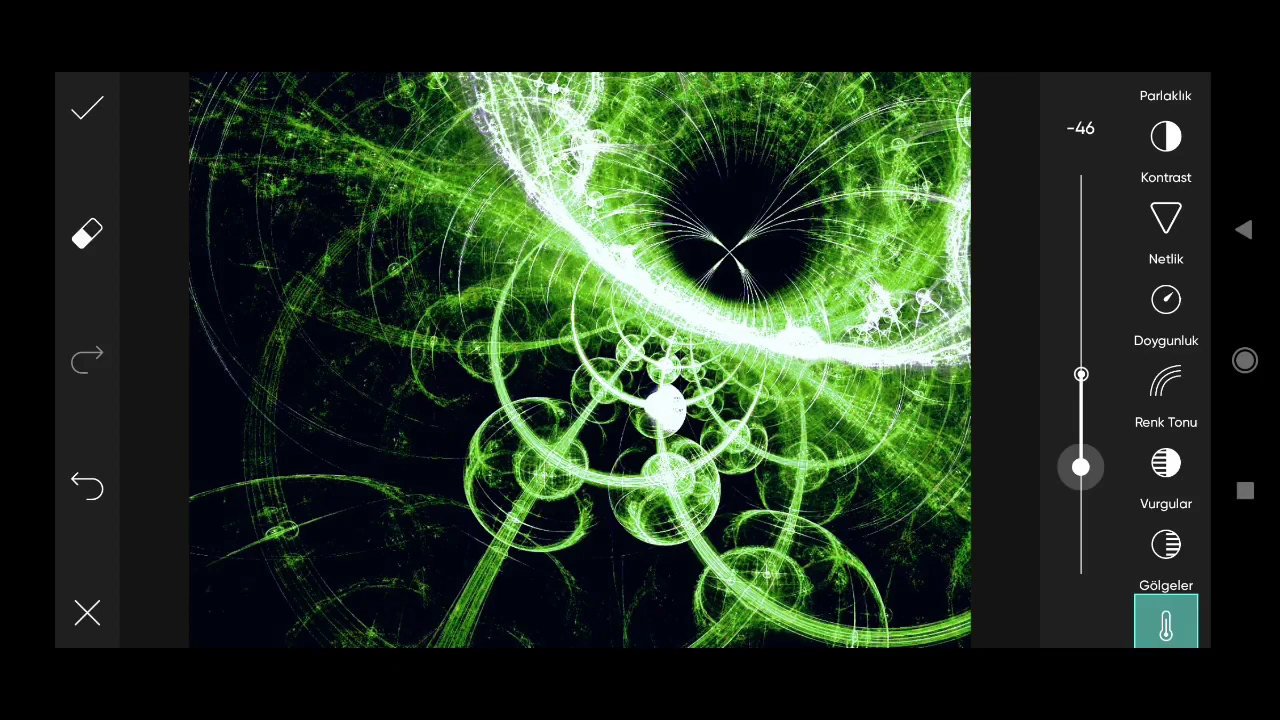 Parlaklık
-46
Kontrast
Netlik
Doygunluk
Renk Tonu
Vurgular
Gölgeler